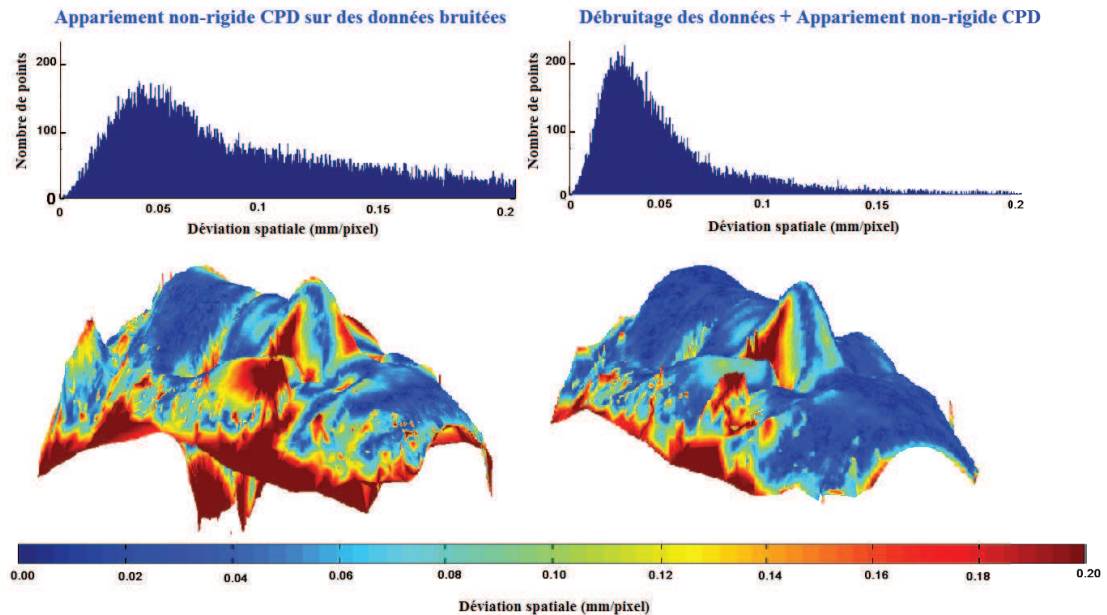 Appariement non-rigide CPD sur des données bruitées
Débruitage des données + Appariement non-rigide CPD
Nombre de points
200
100
0
0 0.05 0.1 0.15 0.2
Déviation spatiale (mm/pixel)
Nombre de points
200
100
0
0 0.05 0.1 0.15 0.2
Déviation spatiale (mm/pixel)
0.00 0.02 0.04 0.06 0.08 0.10 0.12 0.14 0.16 0.18 0.20
Déviation spatiale (mm/pixel)